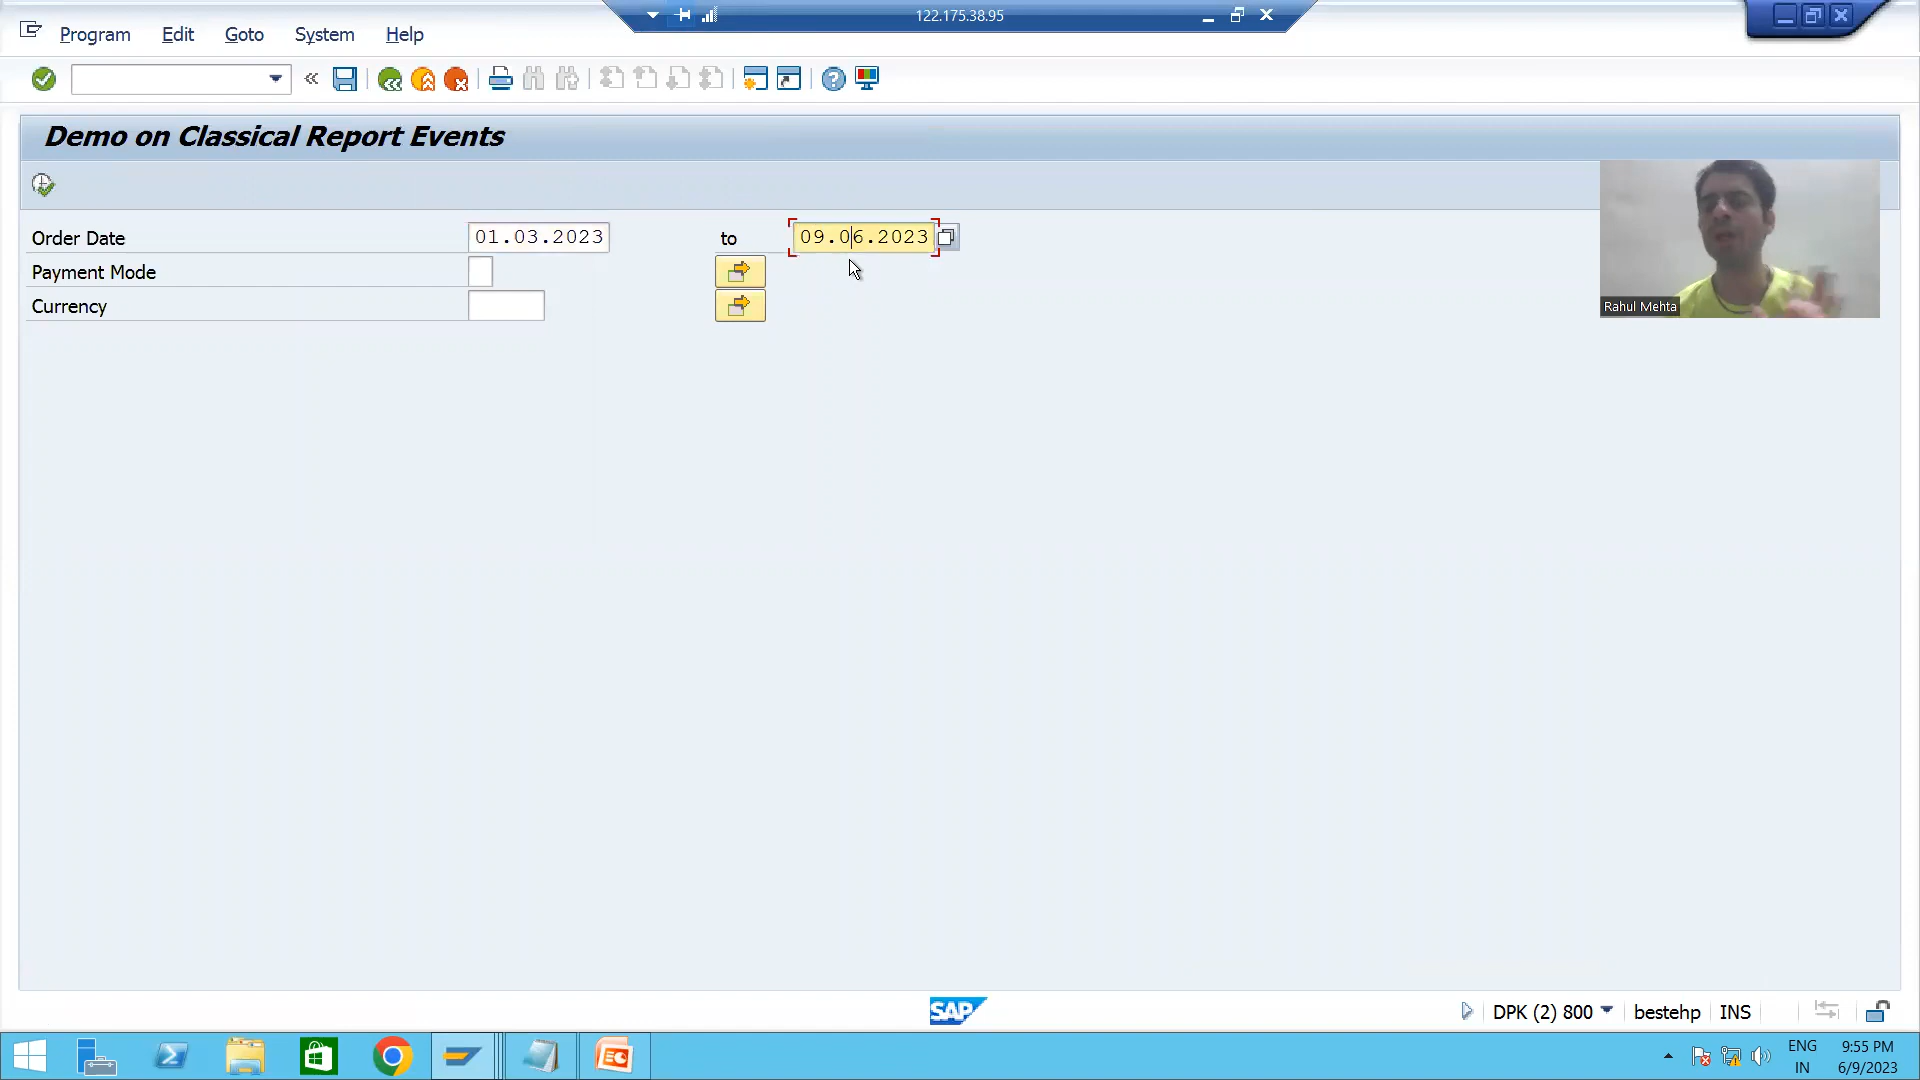 122.175.38.95
Program Edit Goto System Help
Demo on Classical Report Events
Order Date 01.03.2023 to 09.06.2023
Payment Mode
Currency
Rahul Mehta
SAP
DPK (2) 800 bestehp INS
ENG 9:55 PM
IN 6/9/2023